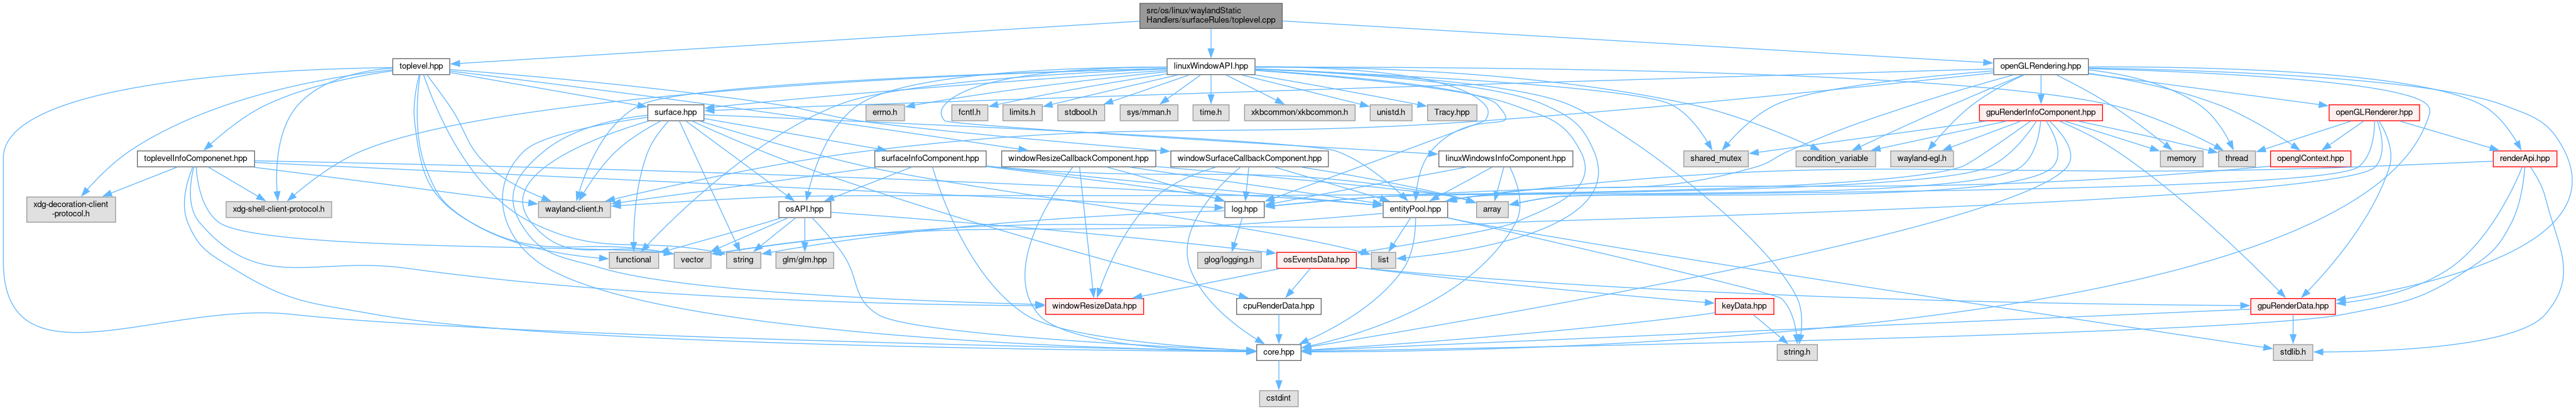 src/os/linux/waylandStatic
Handlers/surfaceRules/toplevel.cpp
toplevel.hpp
linuxWindowAPI.hpp
openGLRendering.hpp
surface.hpp
errno.h
fcntl.h
limits.h
stdbool.h
sys/mman.h
time.h
xkbcommon/xkbcommon.h
unistd.h
Tracy.hpp
gpuRenderInfoComponent.hpp
openGLRenderer.hpp
toplevelInfoComponenet.hpp
surfaceInfoComponent.hpp
windowResizeCallbackComponent.hpp
windowSurfaceCallbackComponent.hpp
linuxWindowsInfoComponent.hpp
shared_mutex
condition_variable
wayland-egl.h
memory
thread
openglContext.hpp
renderApi.hpp
xdg-decoration-client
-protocol.h
xdg-shell-client-protocol.h
wayland-client.h
osAPI.hpp
log.hpp
entityPool.hpp
array
functional
vector
string
glm/glm.hpp
glog/logging.h
osEventsData.hpp
list
windowResizeData.hpp
cpuRenderData.hpp
keyData.hpp
gpuRenderData.hpp
core.hpp
string.h
stdlib.h
cstdint